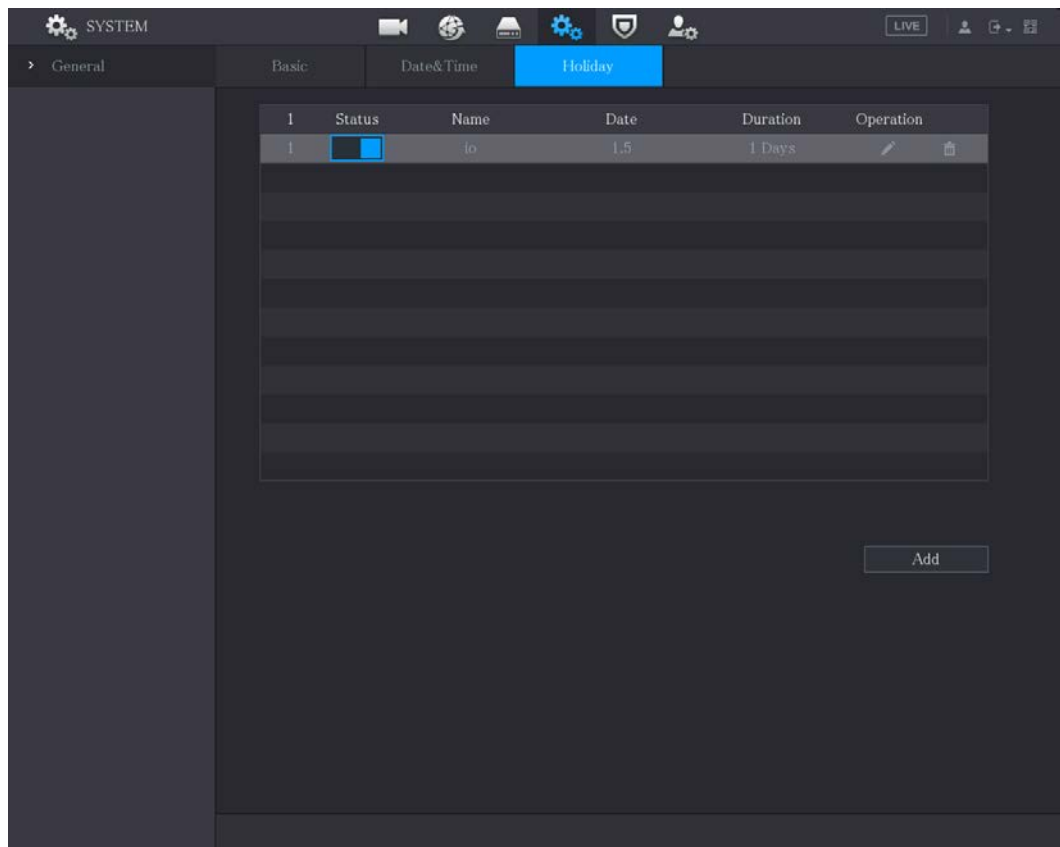 SYSTEM LIVE
General Basic Date&Time Holiday
1 Status Name Date Duration Operation
1 io 1.5 1 Days
Add